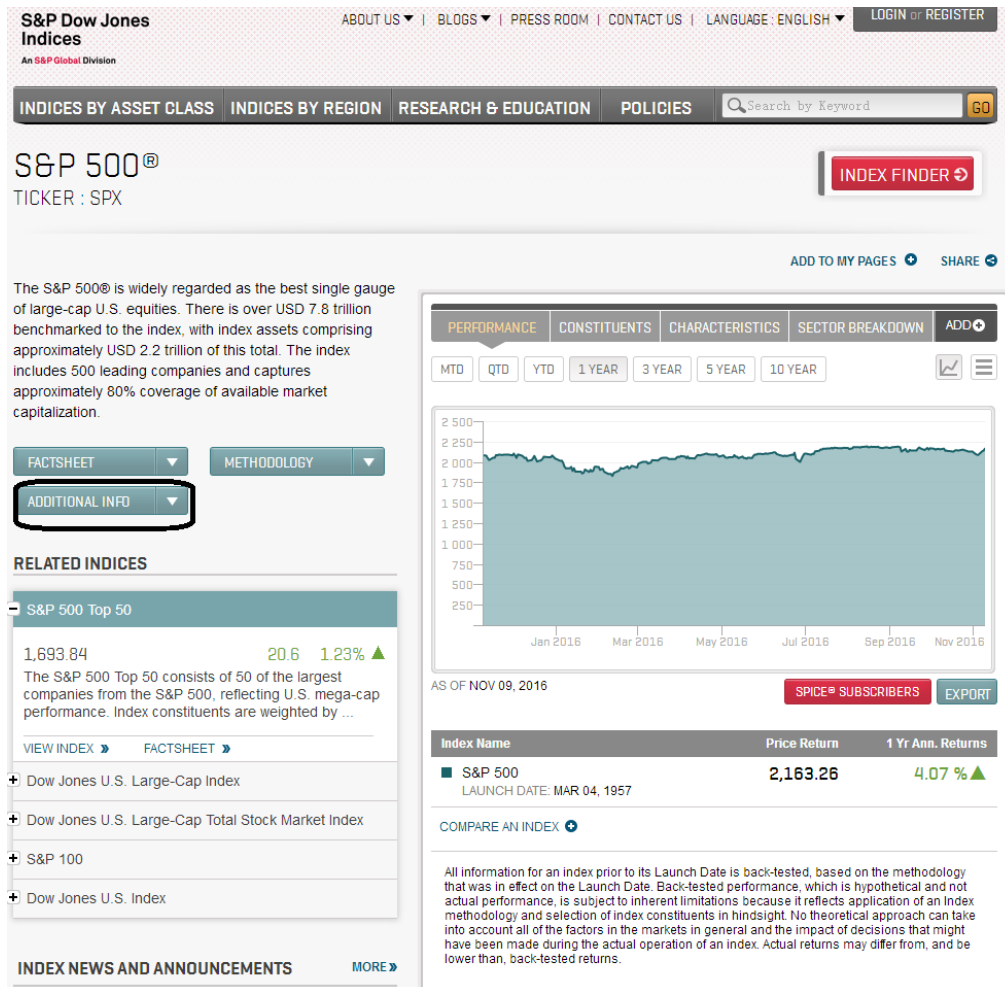 S&P Dow Jones
Indices
An S&P Global Division
ABOUT US | BLOGS | PRESS ROOM | CONTACT US | LANGUAGE : ENGLISH
LOGIN or REGISTER
INDICES BY ASSET CLASS INDICES BY REGION RESEARCH & EDUCATION POLICIES
Search by Keyword
GO
S&P 500®
TICKER : SPX
INDEX FINDER
ADD TO MY PAGES
SHARE
The S&P 500® is widely regarded as the best single gauge
of large-cap U.S. equities. There is over USD 7.8 trillion
benchmarked to the index, with index assets comprising
approximately USD 2.2 trillion of this total. The index
includes 500 leading companies and captures
approximately 80% coverage of available market
capitalization.
FACTSHEET
METHODOLOGY
ADDITIONAL INFO
RELATED INDICES
S&P 500 Top 50
1,693.84 20.6 1.23%
The S&P 500 Top 50 consists of 50 of the largest
companies from the S&P 500, reflecting U.S. mega-cap
performance. Index constituents are weighted by ...
VIEW INDEX » FACTSHEET »
Dow Jones U.S. Large-Cap Index
Dow Jones U.S. Large-Cap Total Stock Market Index
S&P 100
Dow Jones U.S. Index
INDEX NEWS AND ANNOUNCEMENTS MORE »
PERFORMANCE CONSTITUENTS CHARACTERISTICS SECTOR BREAKDOWN ADD
MTD QTD YTD 1 YEAR 3 YEAR 5 YEAR 10 YEAR
2 500
2 250
2 000
1 750
1 500
1 250
1 000
750
500
250
Jan 2016 Mar 2016 May 2016 Jul 2016 Sep 2016 Nov 2016
AS OF NOV 09, 2016
SPICE® SUBSCRIBERS
EXPORT
Index Name Price Return 1 Yr Ann. Returns
S&P 500 2,163.26 4.07 %
LAUNCH DATE: MAR 04, 1957
COMPARE AN INDEX
All information for an index prior to its Launch Date is back-tested, based on the methodology
that was in effect on the Launch Date. Back-tested performance, which is hypothetical and not
actual performance, is subject to inherent limitations because it reflects application of an Index
methodology and selection of index constituents in hindsight. No theoretical approach can take
into account all of the factors in the markets in general and the impact of decisions that might
have been made during the actual operation of an index. Actual returns may differ from, and be
lower than, back-tested returns.